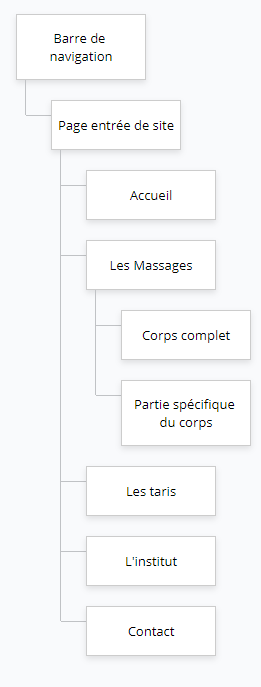 Barre de
navigation
Page entrée de site
Accueil
Les Massages
Corps complet
Partie spécifique
du corps
Les taris
L'institut
Contact